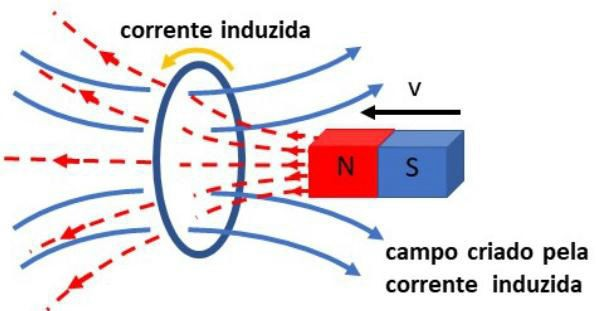 corrente induzida
v
N S
campo criado pela
corrente induzida